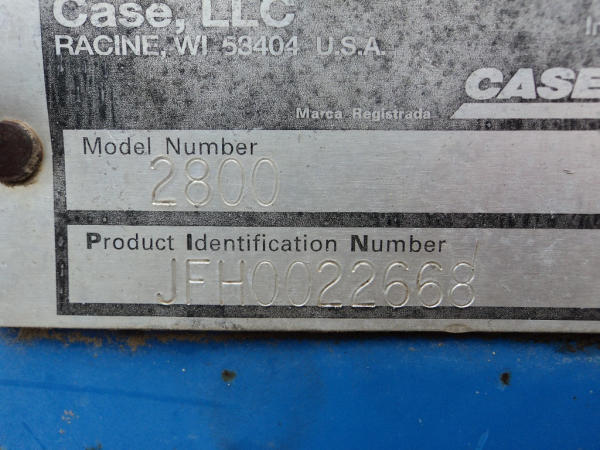 Case, LLC
RACINE, WI 53404 U.S.A.
CASE
Marca Registrada
Model Number
2800
Product Identification Number
JFH0022668